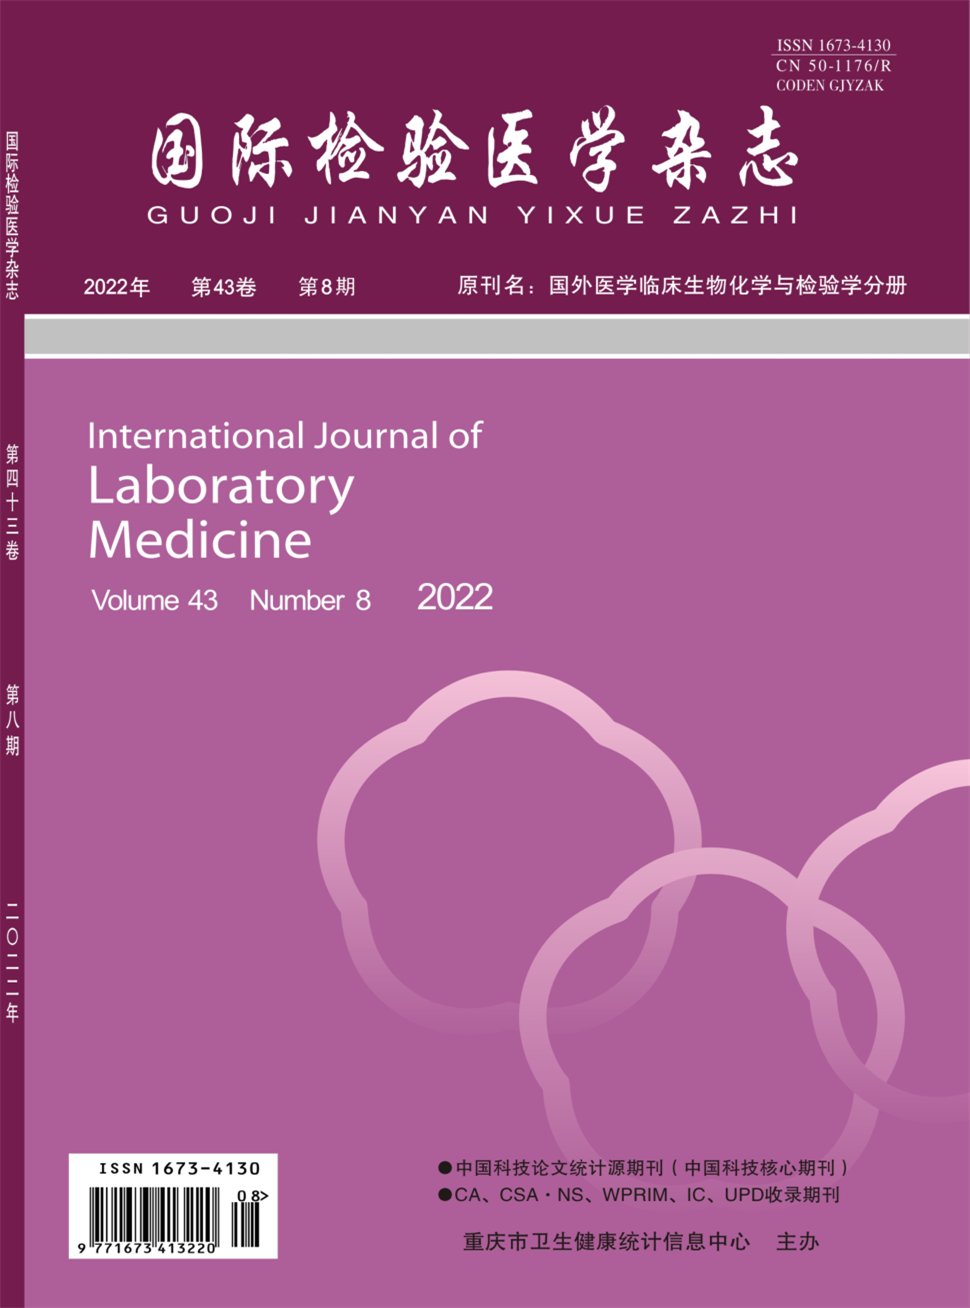 ISSN 1673-4130
CN 50-1176/R
CODEN GJYZAK
国际检验医学杂志
GUOJI JIANYAN YIXUE ZAZHI
2022年 第43卷 第8期 原刊名：国外医学临床生物化学与检验学分册
International Journal of
Laboratory
Medicine
Volume 43 Number 8 2022
国际检验医学杂志 第四十三卷 第八期 二〇二二年
ISSN 1673-4130
08>
9 771673 413220
●中国科技论文统计源期刊（中国科技核心期刊）
●CA、CSA·NS、WPRIM、IC、UPD收录期刊
重庆市卫生健康统计信息中心 主办